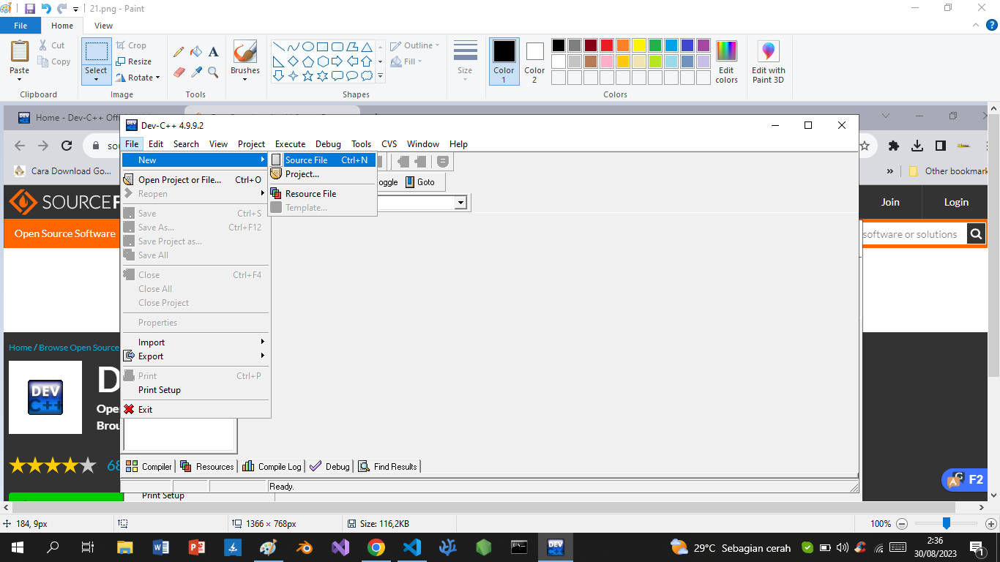 21.png - Paint
File Home View
Paste Cut Copy
Clipboard
Select Crop Resize Rotate
Image
Tools
Brushes
Outline Fill
Shapes
Size
Color 1
Color 2
Edit colors
Edit with Paint 3D
Colors
Home - Dev-C++ Offi
Dev-C++ 4.9.9.2
File Edit Search View Project Execute Debug Tools CVS Window Help
New
Source File Ctrl+N
Project...
Resource File
Template...
Open Project or File... Ctrl+O
Reopen
Save Ctrl+S
Save As... Ctrl+F12
Save Project as...
Save All
Close Ctrl+F4
Close All
Close Project
Properties
Import
Export
Print Ctrl+P
Print Setup
Exit
oggle Goto
sou
Cara Download Go...
» Other bookmark
SOURCEF
Join Login
Open Source Software
software or solutions
Home / Browse Open Source
DEV C++
D
Ope
Brou
68
Compiler Resources Compile Log Debug Find Results
Ready.
Print Setup
F2
184, 9px
1366 × 768px
Size: 116,2KB
100%
29°C Sebagian cerah
2:36
30/08/2023
1